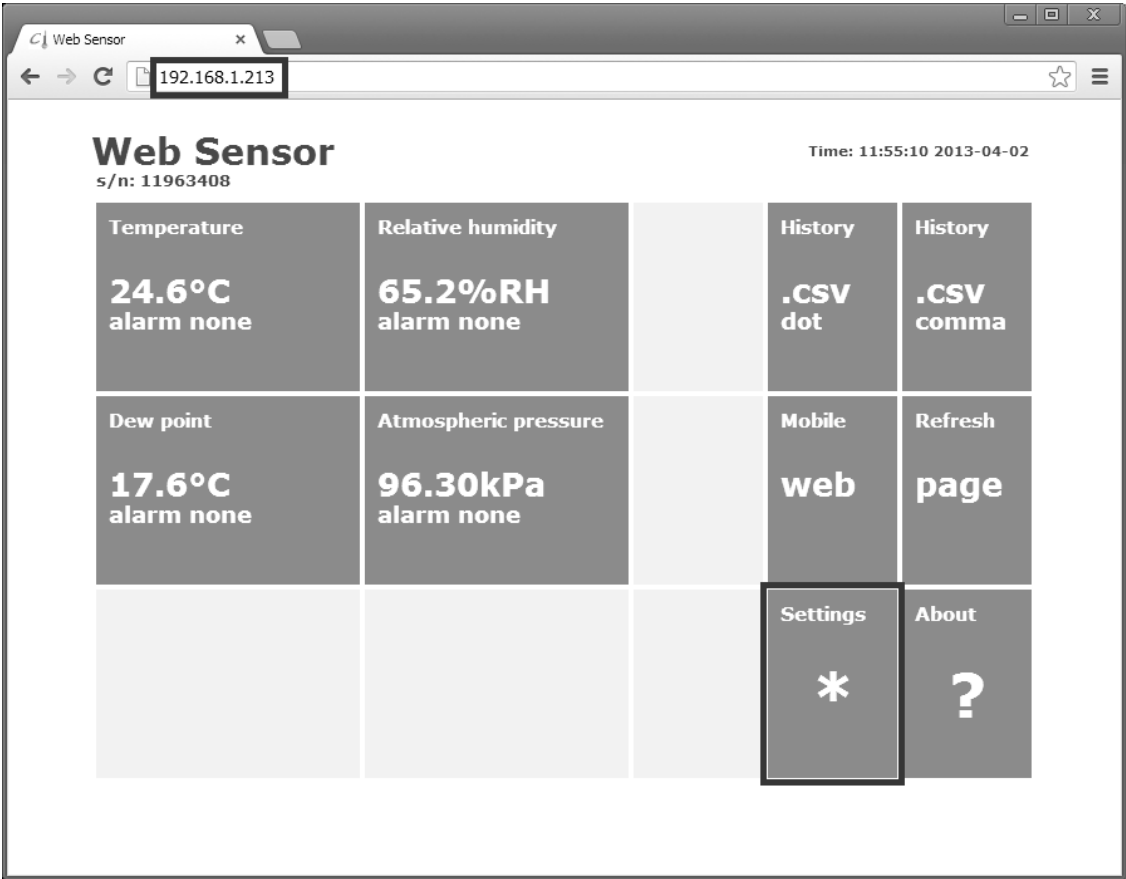 Web Sensor
192.168.1.213
Web Sensor
s/n: 11963408
Time: 11:55:10 2013-04-02
Temperature
24.6°C
alarm none
Relative humidity
65.2%RH
alarm none
History
.csv
dot
History
.csv
comma
Dew point
17.6°C
alarm none
Atmospheric pressure
96.30kPa
alarm none
Mobile
web
Refresh
page
Settings
*
About
?